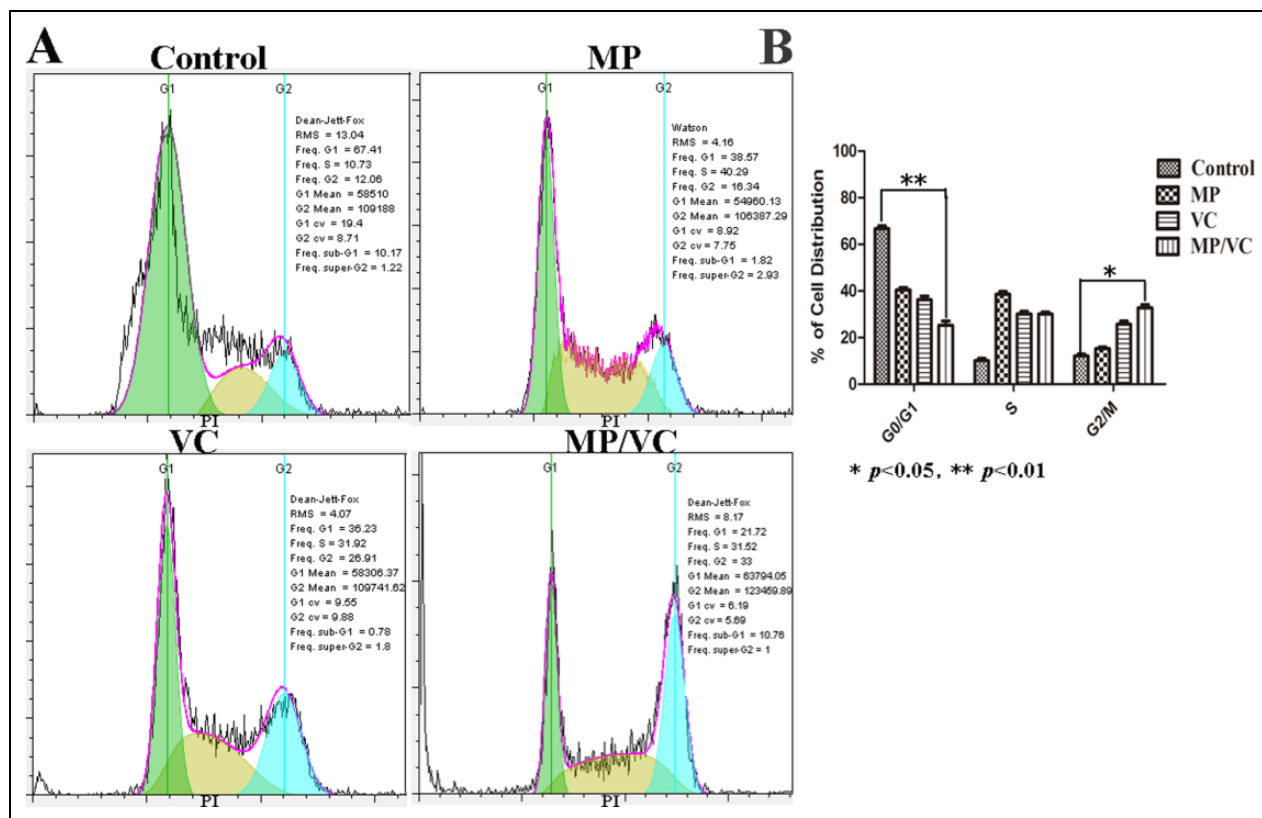 A
Control
G1
G2
Dean-Jett-Fox
RMS = 13.04
Freq. G1 = 67.41
Freq. S = 10.73
Freq. G2 = 12.06
G1 Mean = 58510
G2 Mean = 109188
G1 cv = 19.4
G2 cv = 8.71
Freq. sub-G1 = 10.17
Freq. super-G2 = 1.22
PI
MP
G1
G2
Watson
RMS = 4.16
Freq. G1 = 38.57
Freq. S = 40.29
Freq. G2 = 16.34
G1 Mean = 54960.13
G2 Mean = 106387.29
G1 cv = 8.92
G2 cv = 7.75
Freq. sub-G1 = 1.82
Freq. super-G2 = 2.93
PI
VC
G1
G2
Dean-Jett-Fox
RMS = 4.07
Freq. G1 = 36.23
Freq. S = 31.92
Freq. G2 = 26.91
G1 Mean = 58306.37
G2 Mean = 109741.62
G1 cv = 9.55
G2 cv = 9.88
Freq. sub-G1 = 0.78
Freq. super-G2 = 1.8
PI
MP/VC
G1
G2
Dean-Jett-Fox
RMS = 8.17
Freq. G1 = 21.72
Freq. S = 31.52
Freq. G2 = 33
G1 Mean = 63794.05
G2 Mean = 123459.89
G1 cv = 6.19
G2 cv = 5.69
Freq. sub-G1 = 10.76
Freq. super-G2 = 1
PI
B
% of Cell Distribution
100
80
60
40
20
0
**
*
Control
MP
VC
MP/VC
G0/G1
S
G2/M
* p<0.05, ** p<0.01